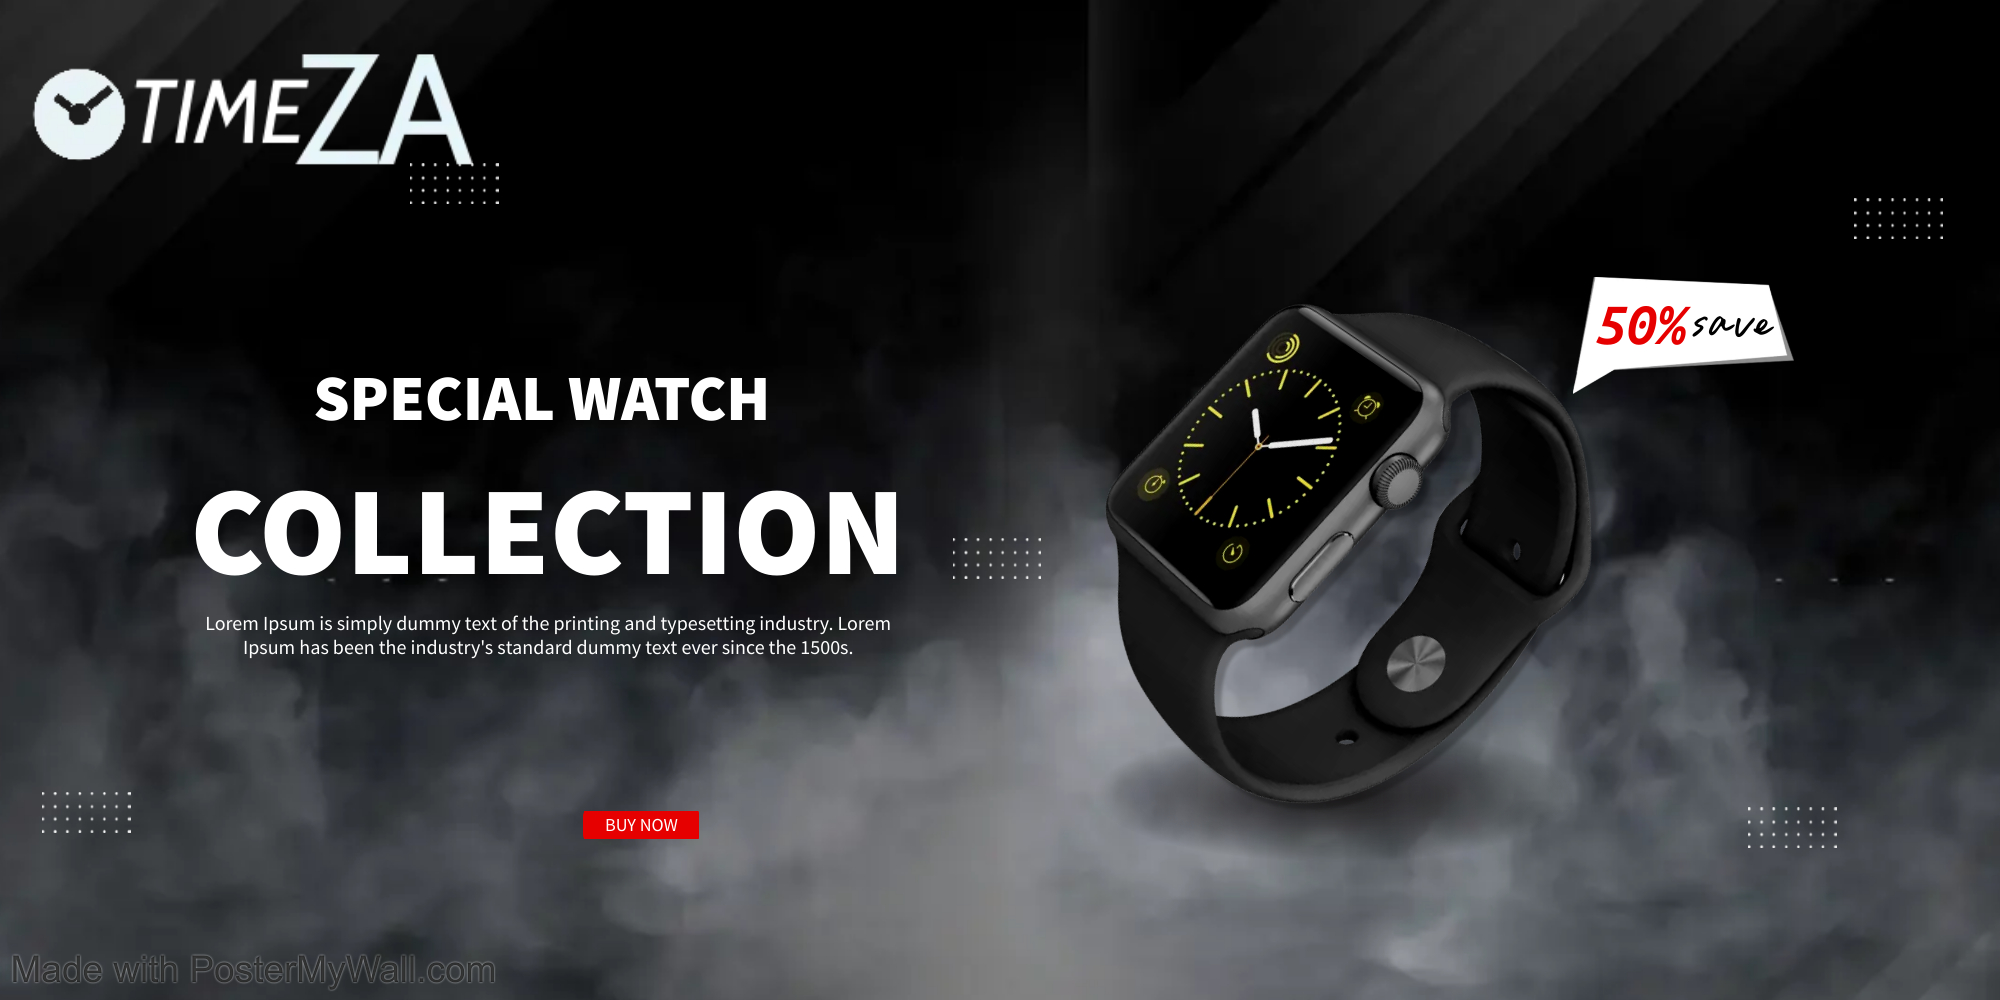 TIMEZA
50% save
SPECIAL WATCH
COLLECTION
Lorem Ipsum is simply dummy text of the printing and typesetting industry. Lorem
Ipsum has been the industry's standard dummy text ever since the 1500s.
BUY NOW
Made with PosterMyWall.com